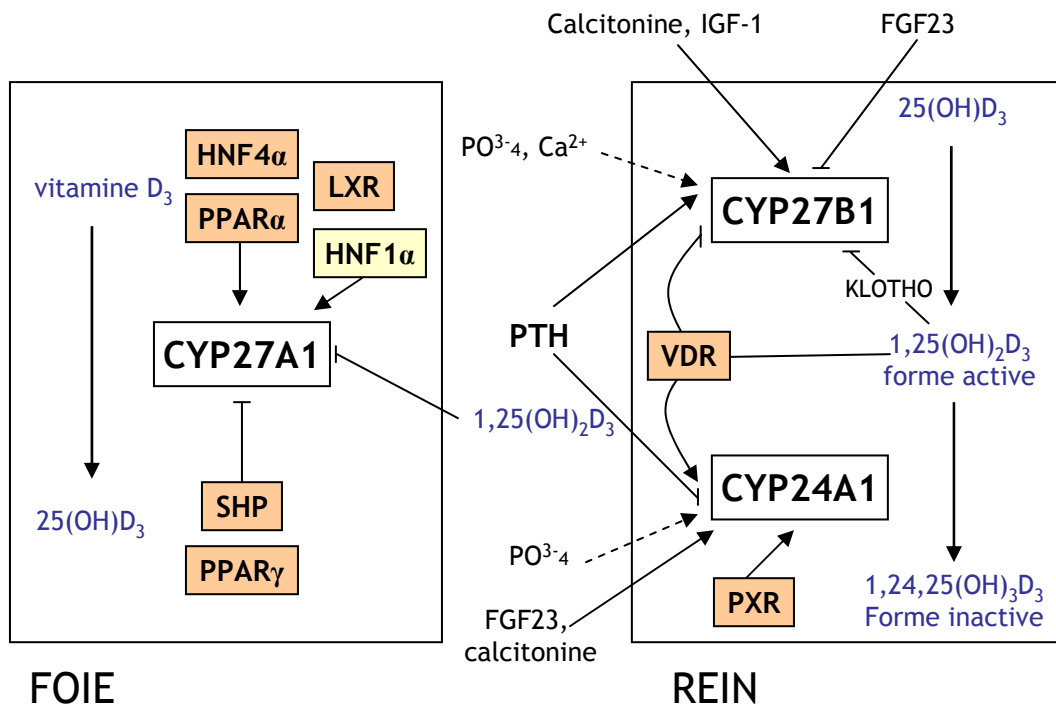 Calcitonine, IGF-1
FGF23
25(OH)D₃
HNF4α
PO³⁻₄, Ca²⁺
LXR
vitamine D₃
PPARα
CYP27B1
HNF1α
KLOTHO
PTH
CYP27A1
VDR
1,25(OH)₂D₃
forme active
1,25(OH)₂D₃
CYP24A1
SHP
25(OH)D₃
PO³⁻₄
PPARγ
PXR
1,24,25(OH)₃D₃
Forme inactive
FGF23,
calcitonine
FOIE
REIN